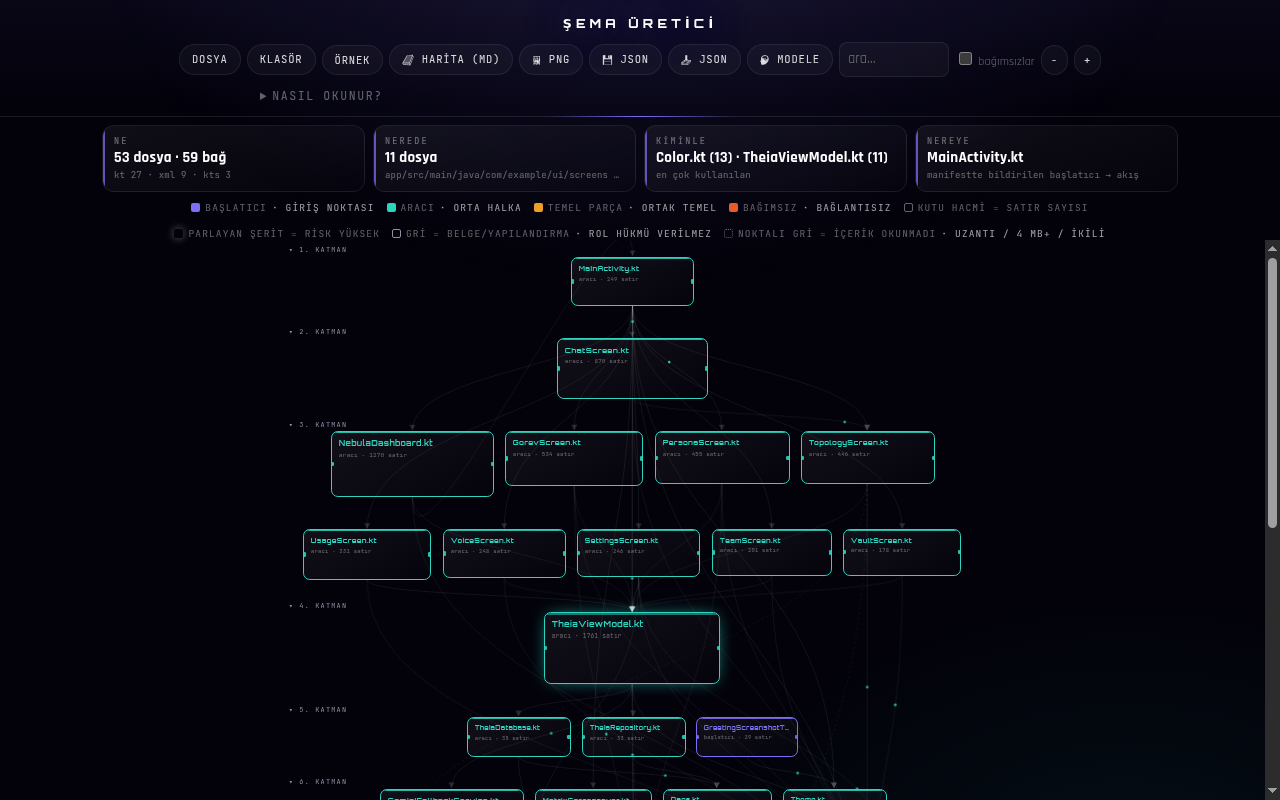 ŞEMA ÜRETİCİ
DOSYA KLASÖR ÖRNEK HARİTA (MD) PNG JSON JSON MODELE ara... bağımsızlar - +
▶ NASIL OKUNUR?
NE
53 dosya · 59 bağ
kt 27 · xml 9 · kts 3
NEREDE
11 dosya
app/src/main/java/com/example/ui/screens …
KİMİNLE
Color.kt (13) · TheiaViewModel.kt (11)
en çok kullanılan
NEREYE
MainActivity.kt
manifestte bildirilen başlatıcı → akış
BAŞLATICI · GİRİŞ NOKTASI ARACI · ORTA HALKA TEMEL PARÇA · ORTAK TEMEL BAĞIMSIZ · BAĞLANTISIZ KUTU HACMİ = SATIR SAYISI
PARLAYAN ŞERİT = RİSK YÜKSEK GRİ = BELGE/YAPILANDIRMA · ROL HÜKMÜ VERİLMEZ NOKTALI GRİ = İÇERİK OKUNMADI · UZANTI / 4 MB+ / İKİLİ
▾ 1. KATMAN
MainActivity.kt
aracı · 249 satır
▾ 2. KATMAN
ChatScreen.kt
aracı · 870 satır
▾ 3. KATMAN
NebulaDashboard.kt
aracı · 1270 satır
GorevScreen.kt
aracı · 534 satır
PersonaScreen.kt
aracı · 455 satır
TopologyScreen.kt
aracı · 446 satır
UsageScreen.kt
aracı · 331 satır
VoiceScreen.kt
aracı · 248 satır
SettingsScreen.kt
aracı · 246 satır
TeamScreen.kt
aracı · 201 satır
VaultScreen.kt
aracı · 178 satır
▾ 4. KATMAN
TheiaViewModel.kt
aracı · 1761 satır
▾ 5. KATMAN
TheiaDatabase.kt
aracı · 35 satır
TheiaRepository.kt
aracı · 33 satır
GreetingScreenshotT…
başlatıcı · 29 satır
▾ 6. KATMAN